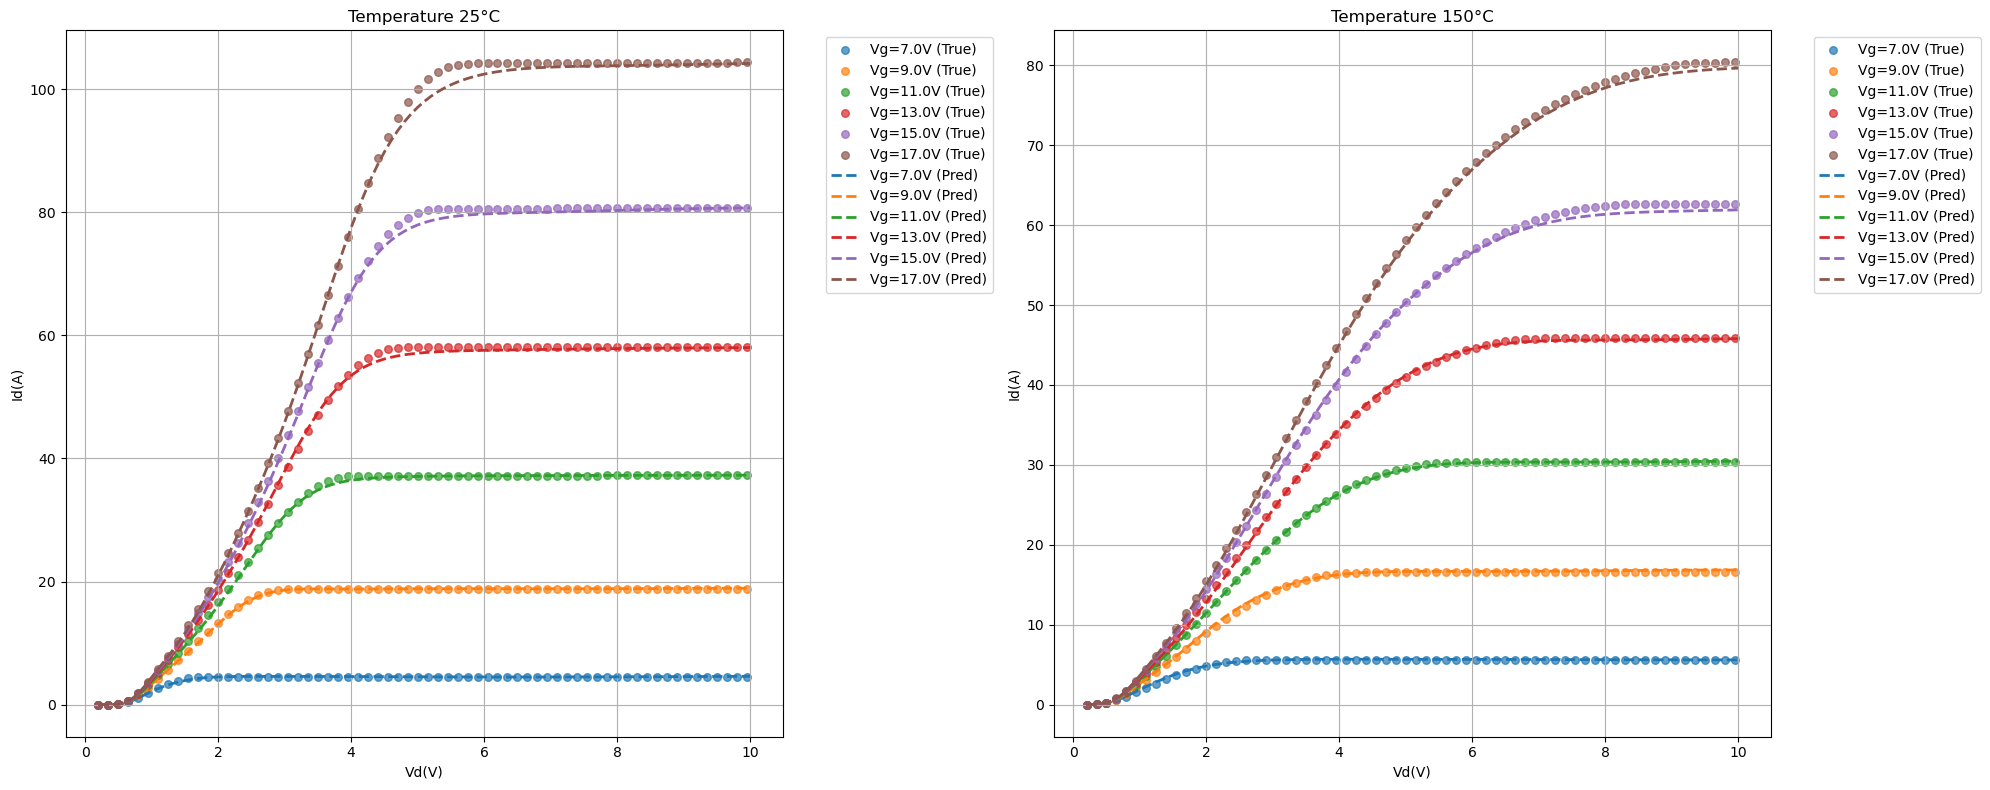 Temperature 25°C
Id(A)
100
80
60
40
20
0
0 2 4 6 8 10
Vd(V)
Vg=7.0V (True)
Vg=9.0V (True)
Vg=11.0V (True)
Vg=13.0V (True)
Vg=15.0V (True)
Vg=17.0V (True)
Vg=7.0V (Pred)
Vg=9.0V (Pred)
Vg=11.0V (Pred)
Vg=13.0V (Pred)
Vg=15.0V (Pred)
Vg=17.0V (Pred)
Temperature 150°C
Id(A)
80
70
60
50
40
30
20
10
0
0 2 4 6 8 10
Vd(V)
Vg=7.0V (True)
Vg=9.0V (True)
Vg=11.0V (True)
Vg=13.0V (True)
Vg=15.0V (True)
Vg=17.0V (True)
Vg=7.0V (Pred)
Vg=9.0V (Pred)
Vg=11.0V (Pred)
Vg=13.0V (Pred)
Vg=15.0V (Pred)
Vg=17.0V (Pred)